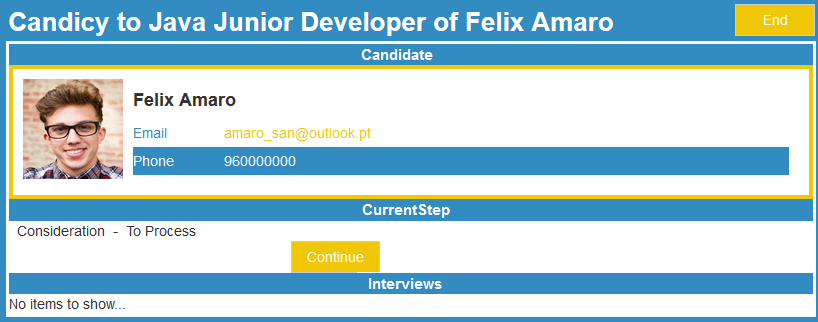 Candicy to Java Junior Developer of Felix Amaro
End
Candidate
Felix Amaro
Email amaro_san@outlook.pt
Phone 960000000
CurrentStep
Consideration - To Process
Continue
Interviews
No items to show...